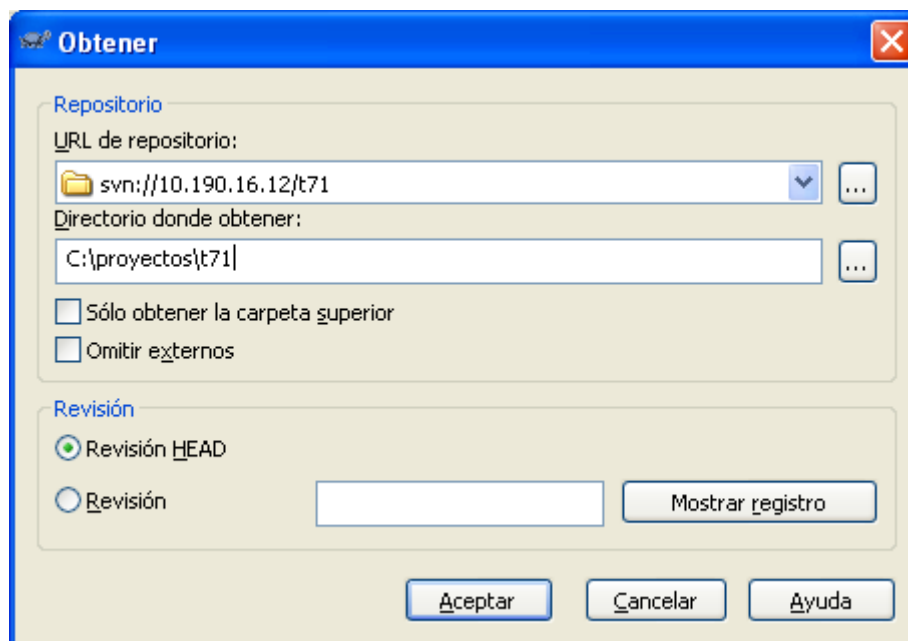 Obtener
Repositorio
URL de repositorio:
svn://10.190.16.12/t71
...
Directorio donde obtener:
C:\proyectos\t71
...
Sólo obtener la carpeta superior
Omitir externos
Revisión
Revisión HEAD
Revisión
Mostrar registro
Aceptar Cancelar Ayuda